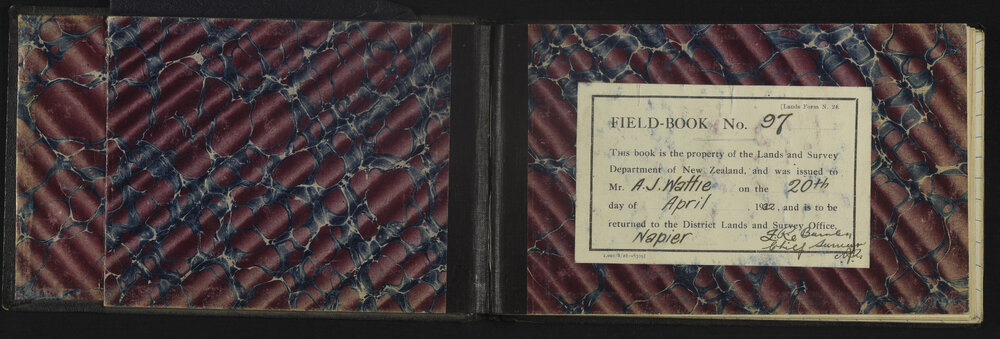 [Lands Form N. 24.
FIELD-BOOK No. 97
THIS book is the property of the Lands and Survey
Department of New Zealand, and was issued to
Mr. A.J. Wattie on the 20th
day of April , 1922, and is to be
returned to the District Lands and Survey Office,
Napier
Chief Surveyor